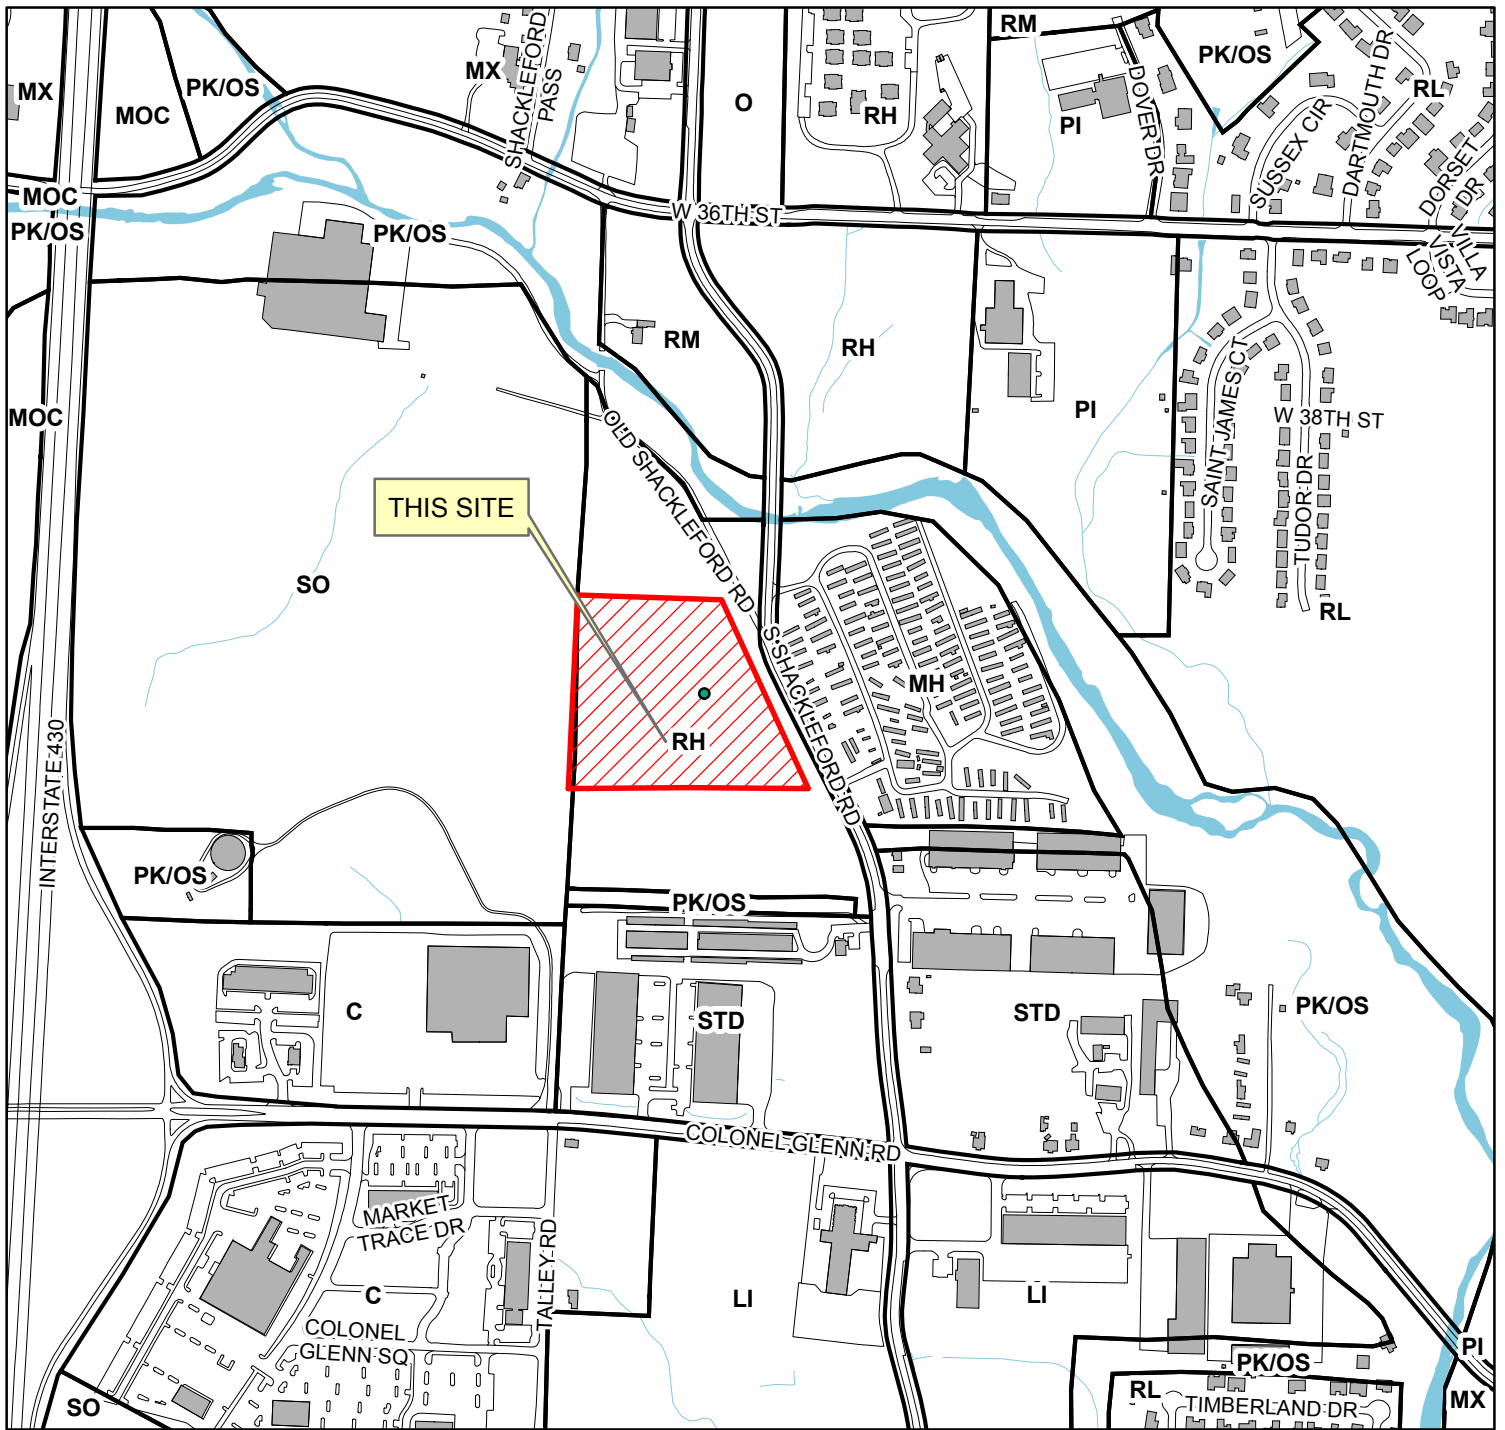 RM
SHACKLEFORD
PASS
MX
PK/OS
RL
DARTMOUTH DR
DOVER DR
MX
PK/OS
MOC
O
RH
PI
SUSSEX CIR
DORSET
DR
MOC
PK/OS
PK/OS
W 36TH ST
VILLA
VISTA
LOOP
RM
RH
PI
SAINT JAMES CT
W 38TH ST
TUDOR DR
RL
MOC
OLD SHACKLEFORD RD
THIS SITE
SO
S SHACKLEFORD RD
MH
RH
INTERSTATE 430
PK/OS
PK/OS
C
STD
STD
PK/OS
COLONEL GLENN RD
MARKET
TRACE DR
TALLEY RD
C
COLONEL
GLENN SQ
LI
LI
PI
PK/OS
RL
TIMBERLAND DR
MX
SO